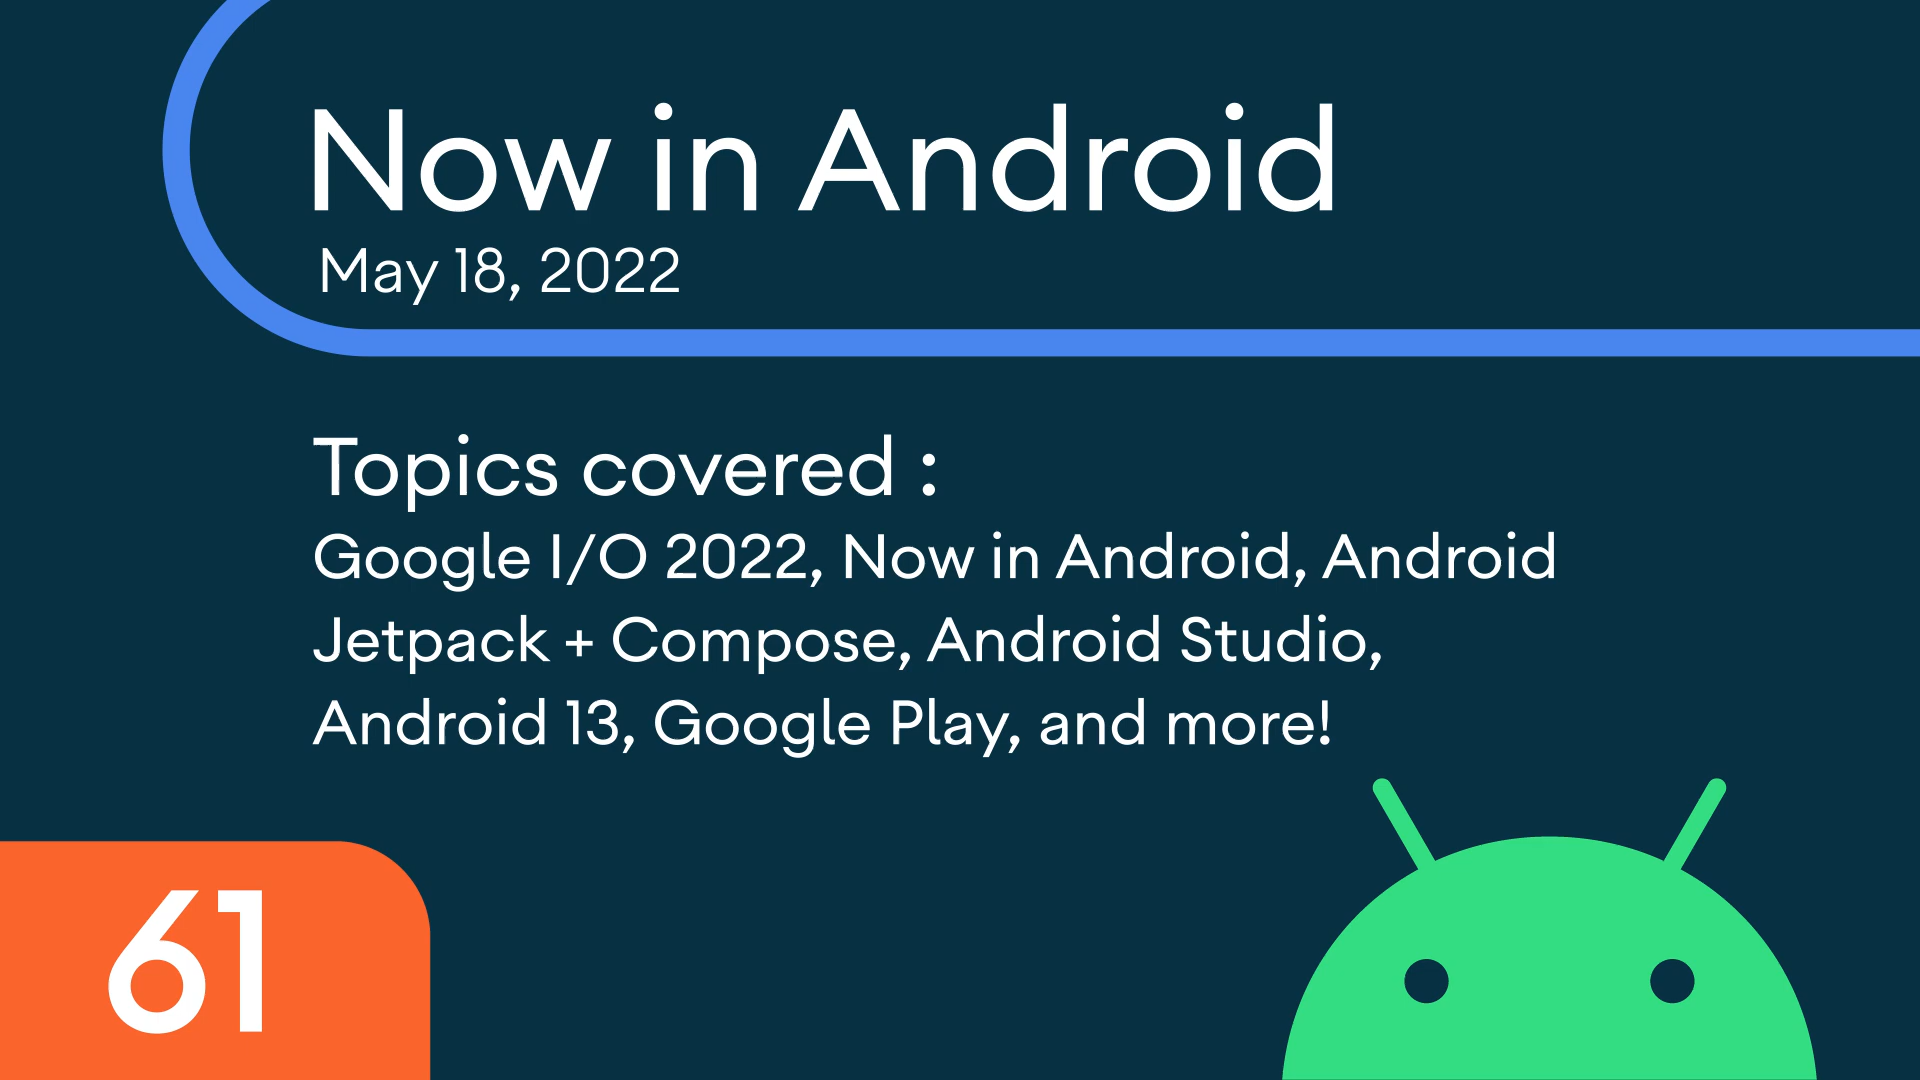 Now in Android
May 18, 2022
Topics covered :
Google I/O 2022, Now in Android, Android
Jetpack + Compose, Android Studio,
Android 13, Google Play, and more!
61